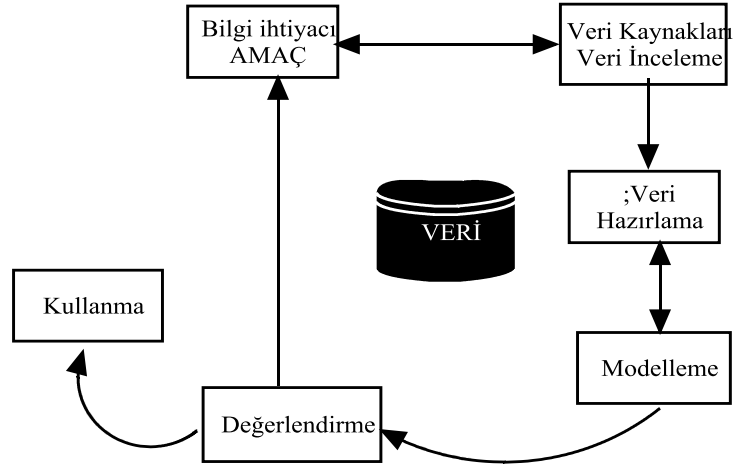 Bilgi ihtiyacı
AMAÇ
Veri Kaynakları
Veri İnceleme
;Veri
Hazırlama
VERİ
Kullanma
Modelleme
Değerlendirme